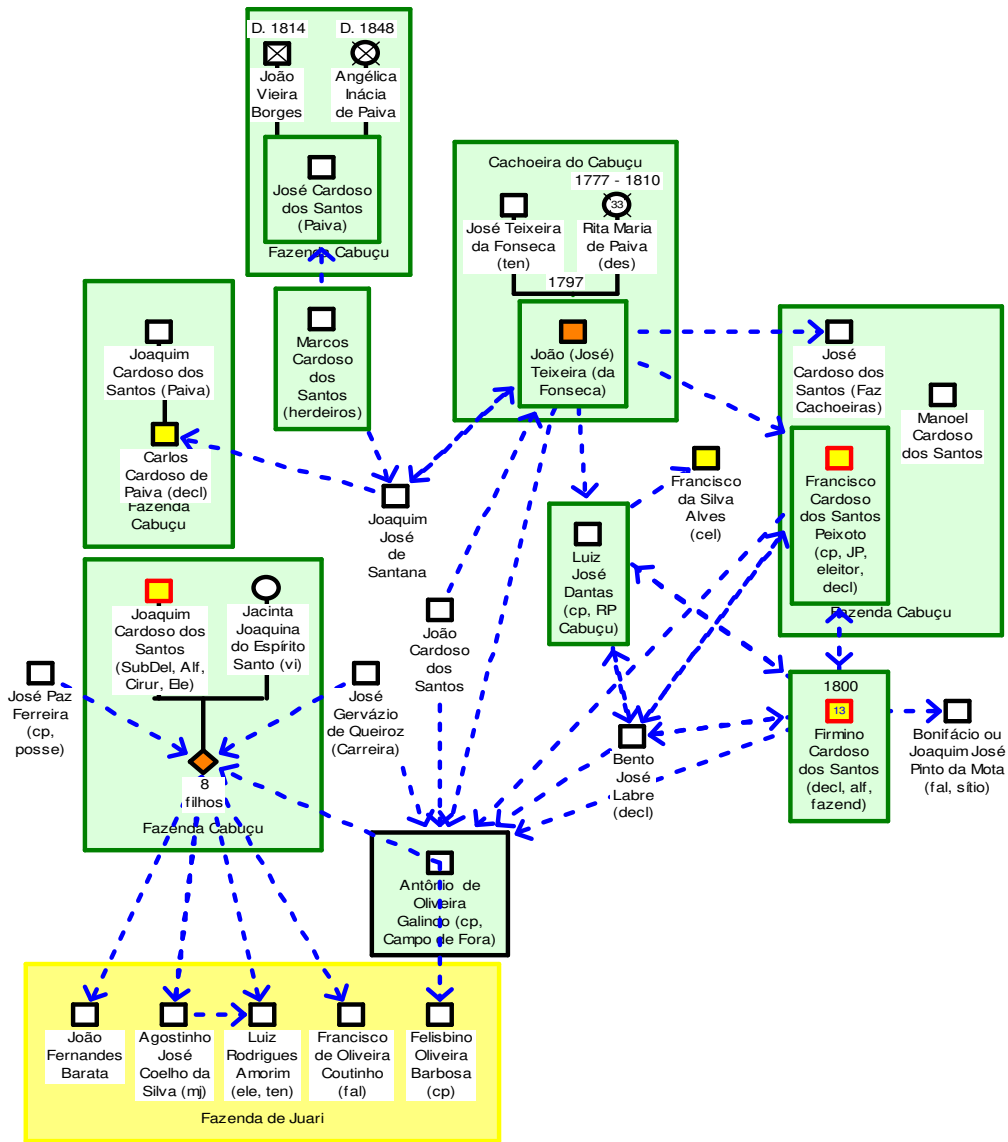 D. 1814
D. 1848
João
Vieira
Borges
Angélica
Inácia
de Paiva
José Cardoso
dos Santos
(Paiva)
Fazenda Cabuçu
Cachoeira do Cabuçu
1777 - 1810
33
José Teixeira
da Fonseca
(ten)
Rita Maria
de Paiva
(des)
1797
João (José)
Teixeira (da
Fonseca)
Joaquim
Cardoso dos
Santos (Paiva)
Carlos
Cardoso de
Paiva (decl)
Fazenda
Cabuçu
Marcos
Cardoso
dos
Santos
(herdeiros)
Joaquim
José
de
Santana
José
Cardoso dos
Santos (Faz
Cachoeiras)
Manoel
Cardoso
dos Santos
Francisco
Cardoso
dos Santos
Peixoto
(cp, JP,
eleitor,
decl)
Fazenda Cabuçu
Francisco
da Silva
Alves
(cel)
Luiz
José
Dantas
(cp, RP
Cabuçu)
João
Cardoso
dos
Santos
Joaquim
Cardoso dos
Santos
(SubDel, Alf,
Cirur, Ele)
Jacinta
Joaquina
do Espírito
Santo (vi)
José Paz
Ferreira
(cp,
posse)
José
Gervázio
de Queiroz
(Carreira)
8
filhos
Fazenda Cabuçu
Bento
José
Labre
(decl)
1800
13
Firmino
Cardoso
dos Santos
(decl, alf,
fazend)
Bonifácio ou
Joaquim José
Pinto da Mota
(fal, sítio)
Antônio de
Oliveira
Galindo (cp,
Campo de Fora)
João
Fernandes
Barata
Agostinho
José
Coelho da
Silva (mj)
Luiz
Rodrigues
Amorim
(ele, ten)
Francisco
de Oliveira
Coutinho
(fal)
Felisbino
Oliveira
Barbosa
(cp)
Fazenda de Juari